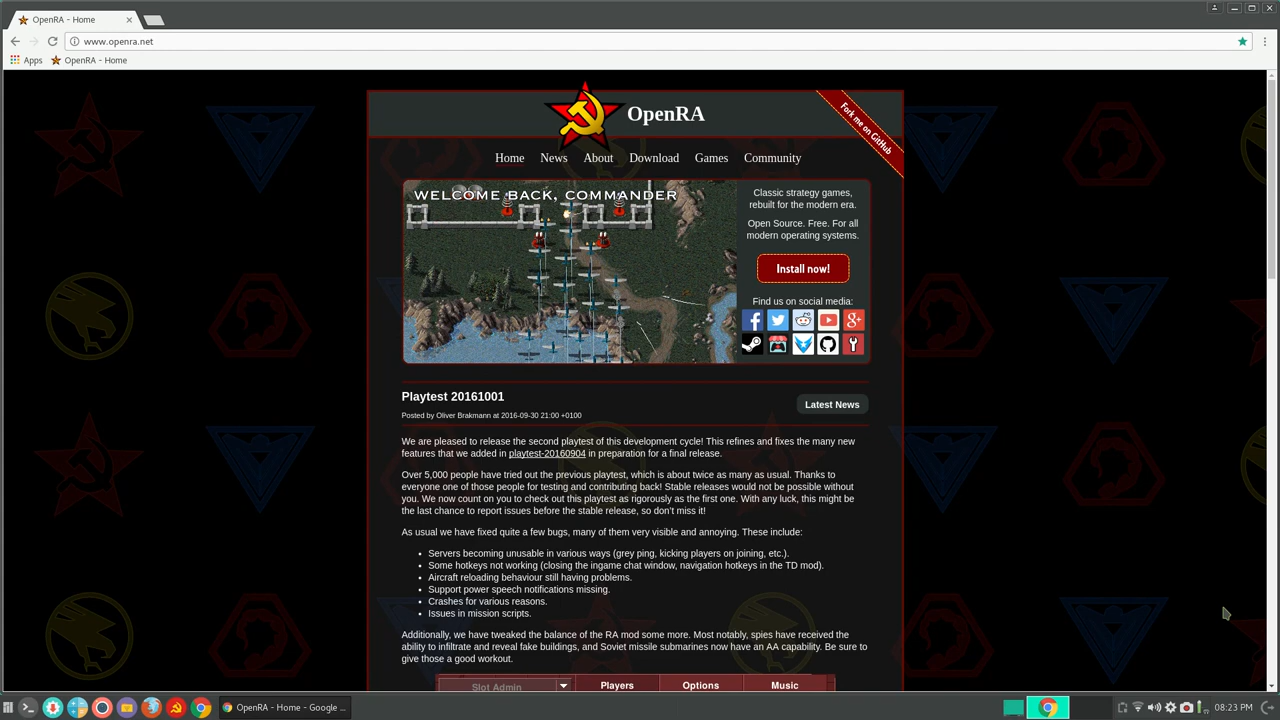 OpenRA - Home
www.openra.net
Apps
OpenRA - Home
OpenRA
Fork me on GitHub
Home
News
About
Download
Games
Community
WELCOME BACK, COMMANDER
Classic strategy games,
rebuilt for the modern era.
Open Source. Free. For all
modern operating systems.
Install now!
Find us on social media:
Playtest 20161001
Latest News
Posted by Oliver Brakmann at 2016-09-30 21:00 +0100
We are pleased to release the second playtest of this development cycle! This refines and fixes the many new
features that we added in playtest-20160904 in preparation for a final release.
Over 5,000 people have tried out the previous playtest, which is about twice as many as usual. Thanks to
everyone one of those people for testing and contributing back! Stable releases would not be possible without
you. We now count on you to check out this playtest as rigorously as the first one. With any luck, this might be
the last chance to report issues before the stable release, so don't miss it!
As usual we have fixed quite a few bugs, many of them very visible and annoying. These include:
• Servers becoming unusable in various ways (grey ping, kicking players on joining, etc.).
• Some hotkeys not working (closing the ingame chat window, navigation hotkeys in the TD mod).
• Aircraft reloading behaviour still having problems.
• Support power speech notifications missing.
• Crashes for various reasons.
• Issues in mission scripts.
Additionally, we have tweaked the balance of the RA mod some more. Most notably, spies have received the
ability to infiltrate and reveal fake buildings, and Soviet missile submarines now have an AA capability. Be sure to
give those a good workout.
Slot Admin
Players
Options
Music
OpenRA - Home - Google ...
08:23 PM